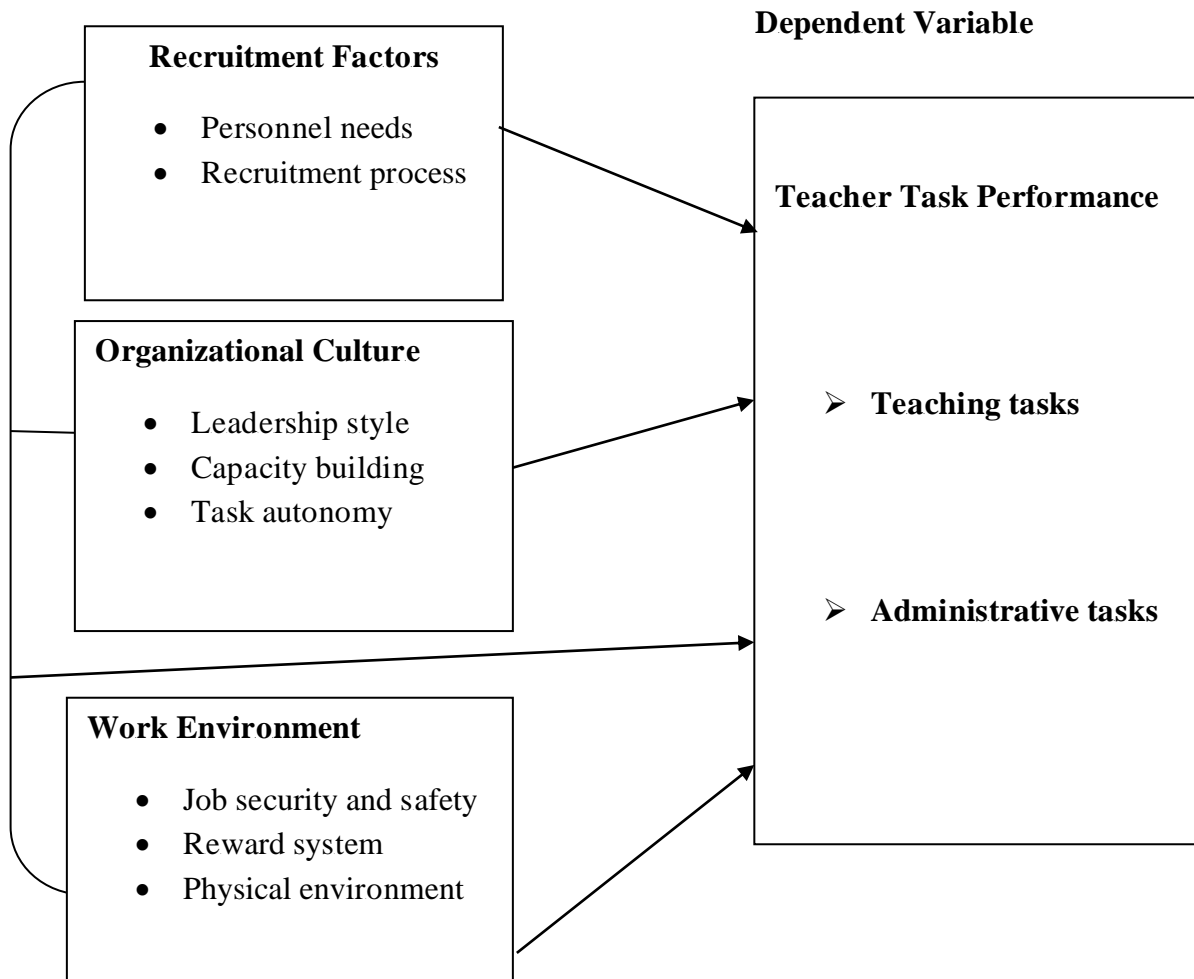 Dependent Variable
Recruitment Factors
• Personnel needs
• Recruitment process
Organizational Culture
• Leadership style
• Capacity building
• Task autonomy
Work Environment
• Job security and safety
• Reward system
• Physical environment
Teacher Task Performance
➢ Teaching tasks
➢ Administrative tasks